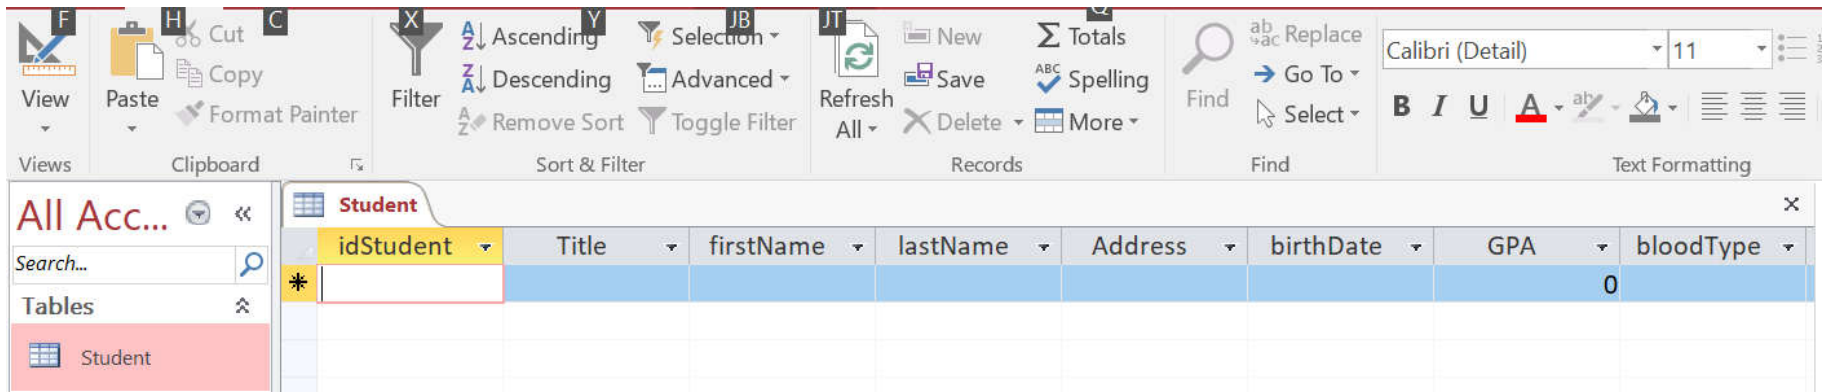 F H C X Y JB JT Q
View
Views
Paste
Cut
Copy
Format Painter
Clipboard
Filter
Ascending
Descending
Remove Sort
Selection
Advanced
Toggle Filter
Sort & Filter
Refresh
All
New
Save
Delete
Totals
Spelling
More
Records
Find
Replace
Go To
Select
Find
Calibri (Detail) 11
B I U A
Text Formatting
All Acc...
Search...
Tables
Student
Student
idStudent Title firstName lastName Address birthDate GPA bloodType
0